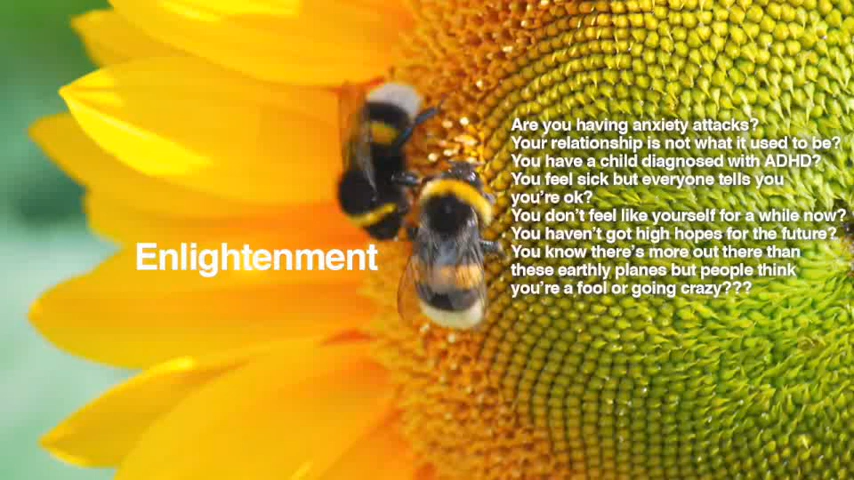 Enlightenment
Are you having anxiety attacks?
Your relationship is not what it used to be?
You have a child diagnosed with ADHD?
You feel sick but everyone tells you
you're ok?
You don't feel like yourself for a while now?
You haven't got high hopes for the future?
You know there's more out there than
these earthly planes but people think
you're a fool or going crazy???